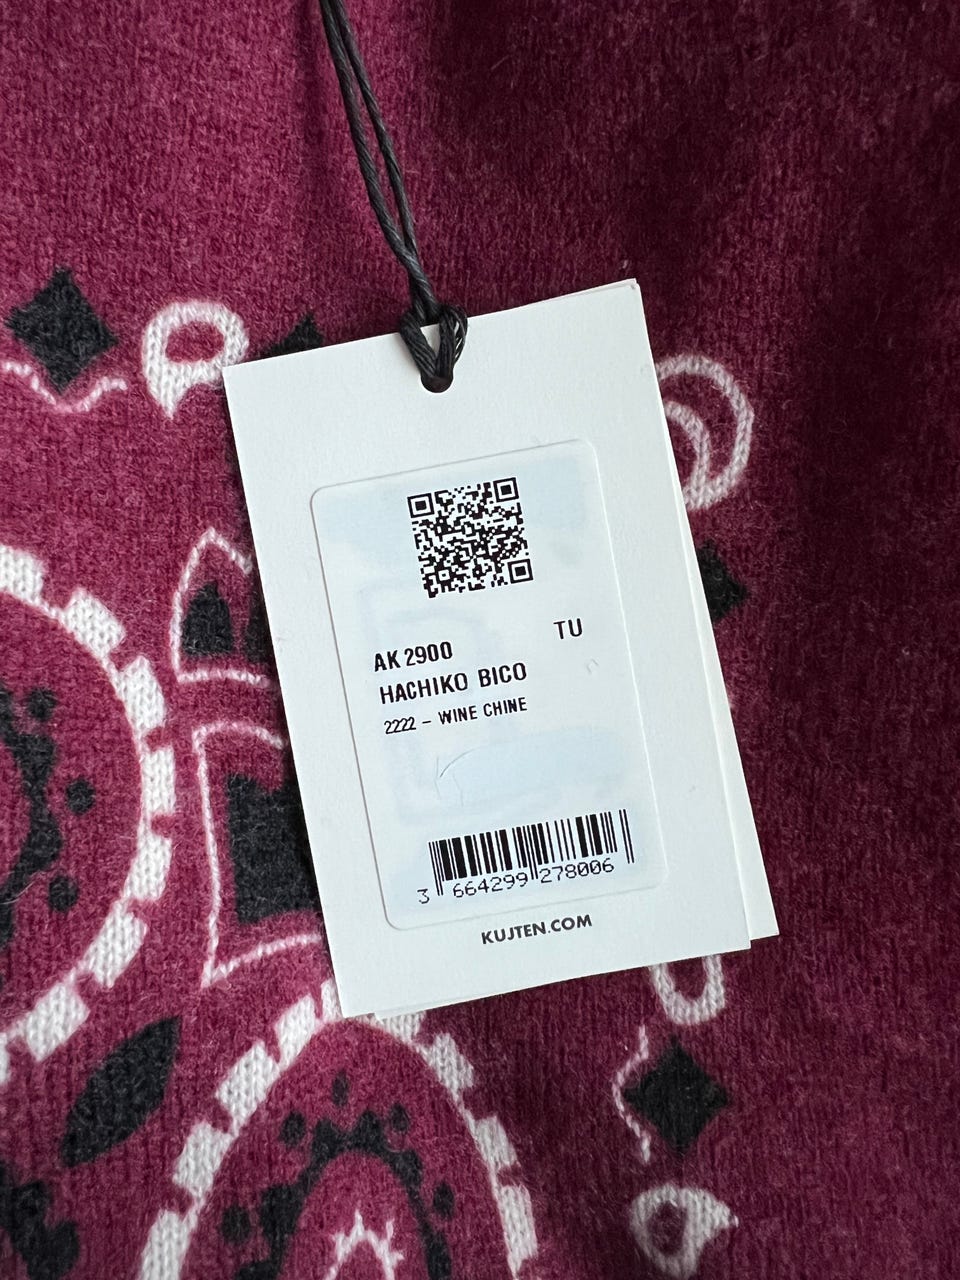 AK 2900 TU
HACHIKO BICO
2222 – WINE CHINE
3 664299 278006
KUJTEN.COM